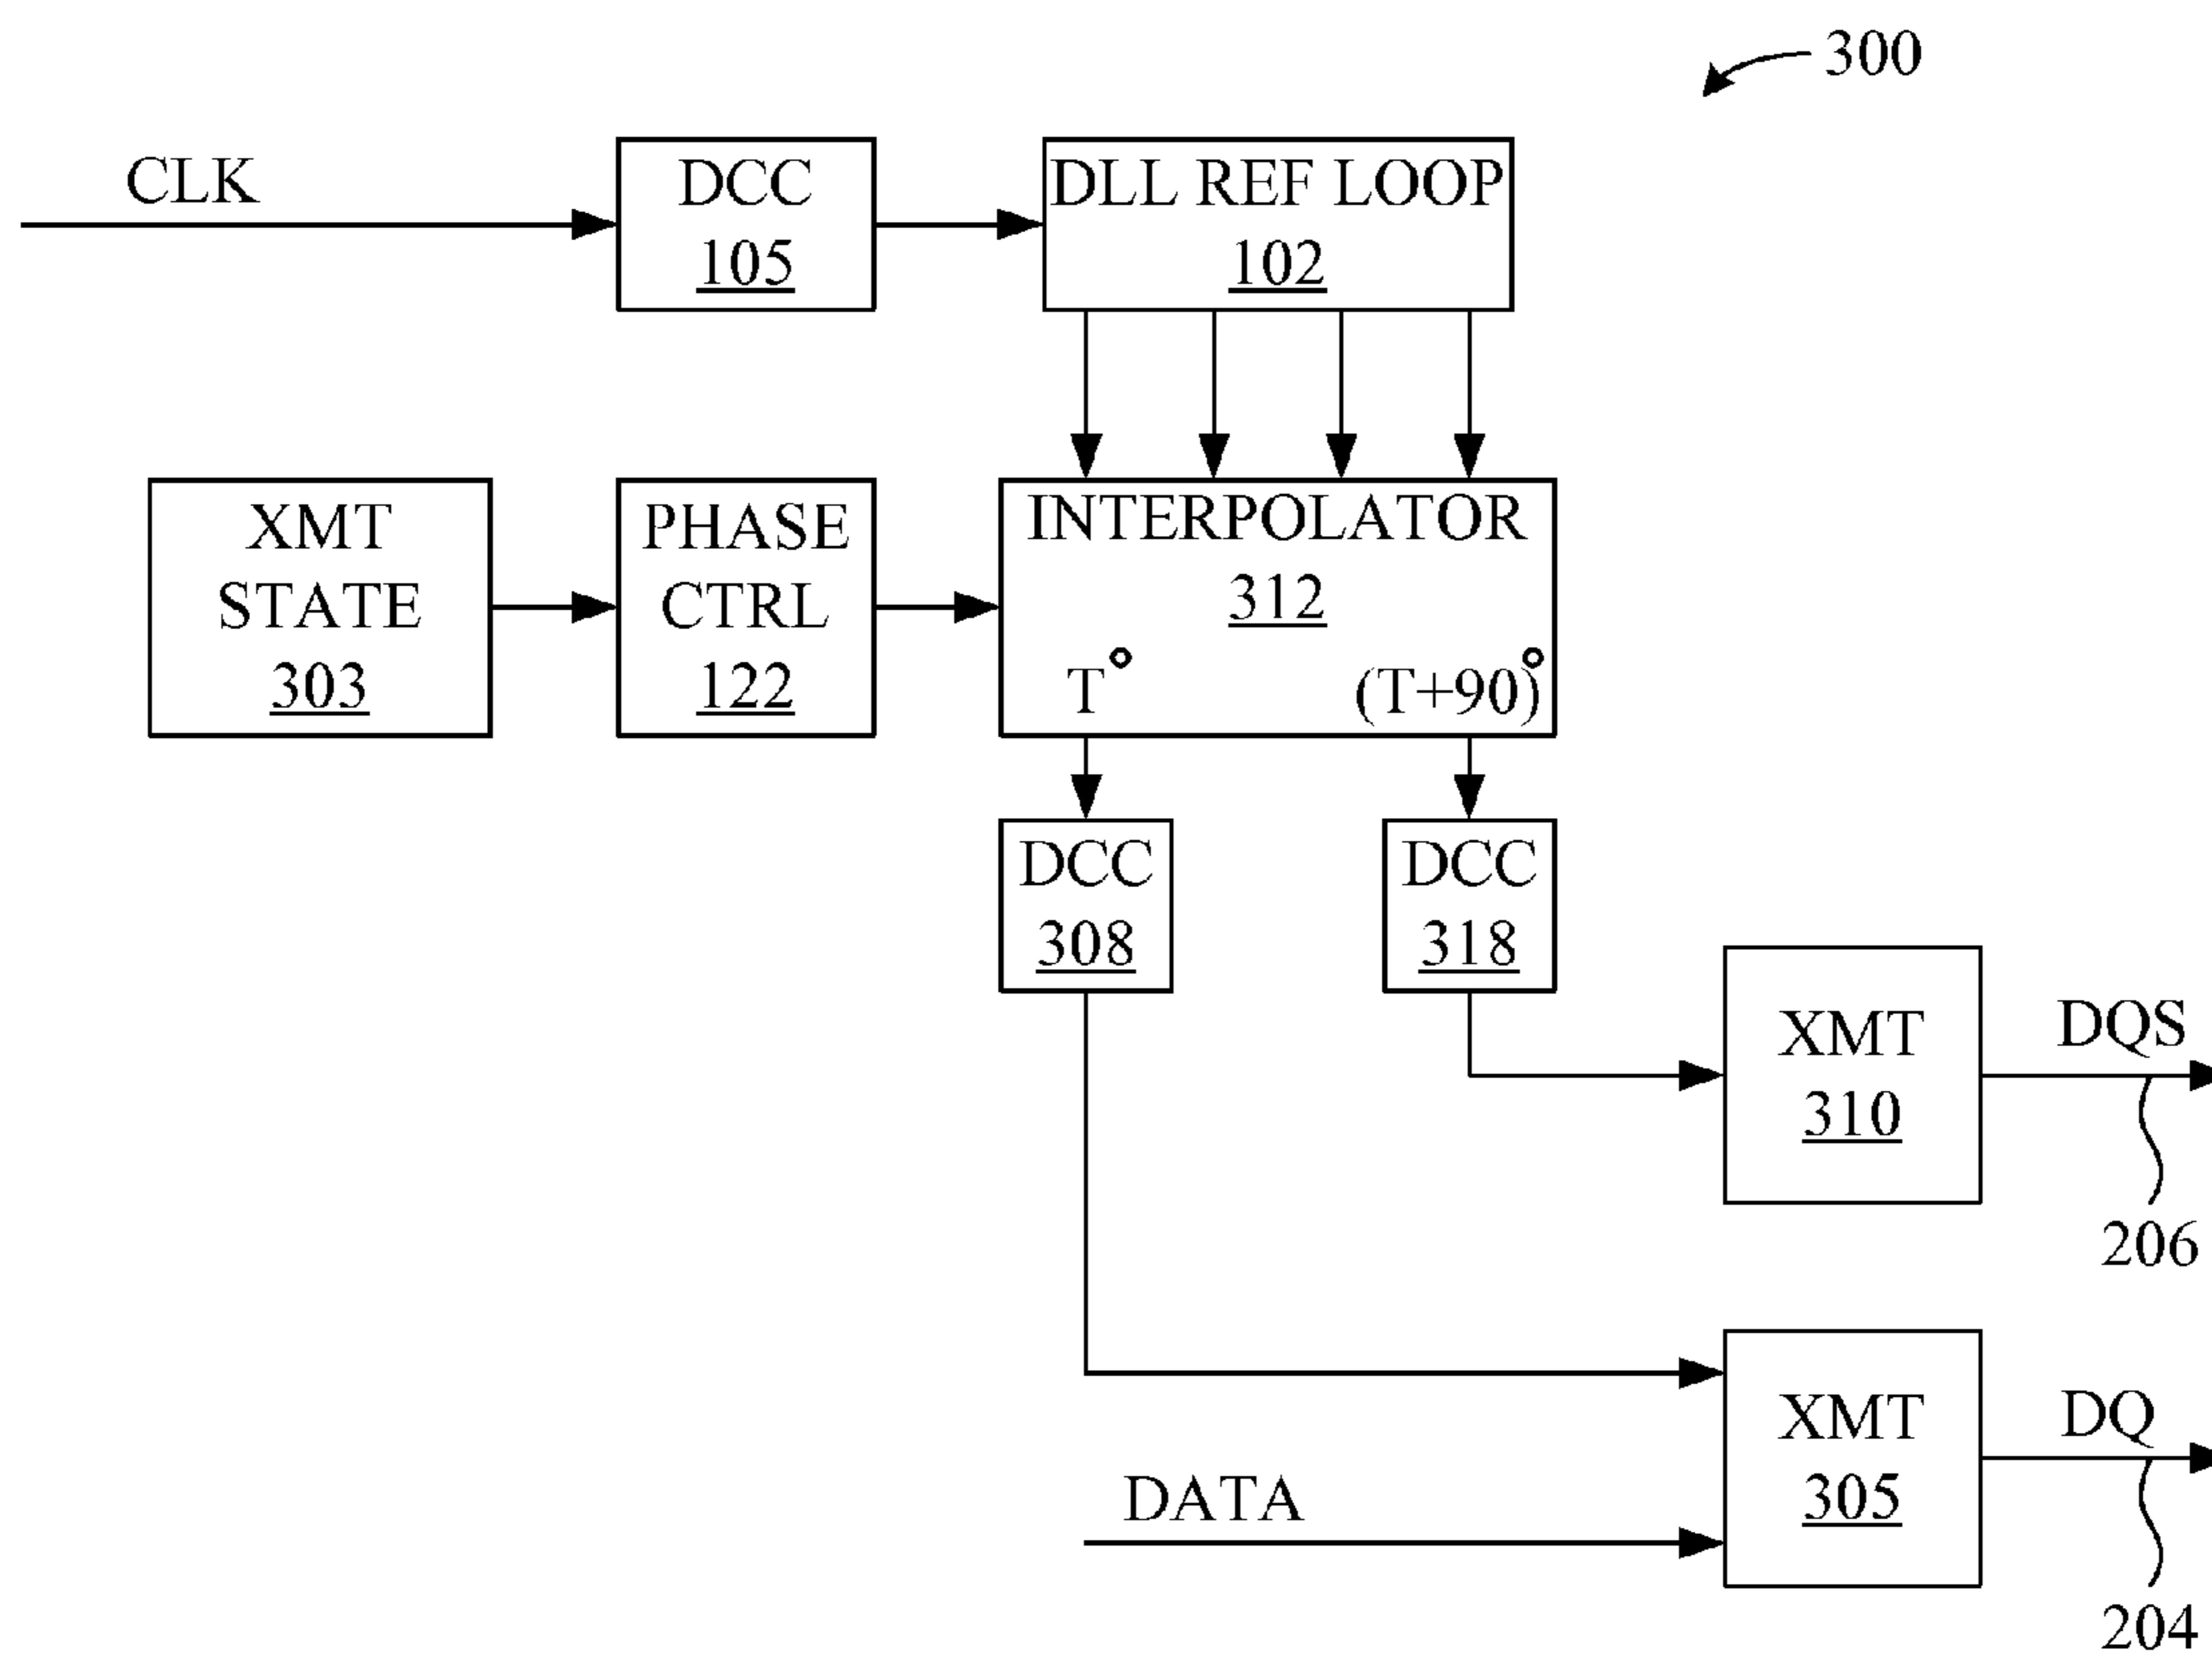 300
CLK
DCC
105
DLL REF LOOP
102
XMT
STATE
303
PHASE
CTRL
122
INTERPOLATOR
312
T° (T+90)°
DCC
308
DCC
318
XMT
310
DQS
206
XMT
305
DQ
204
DATA